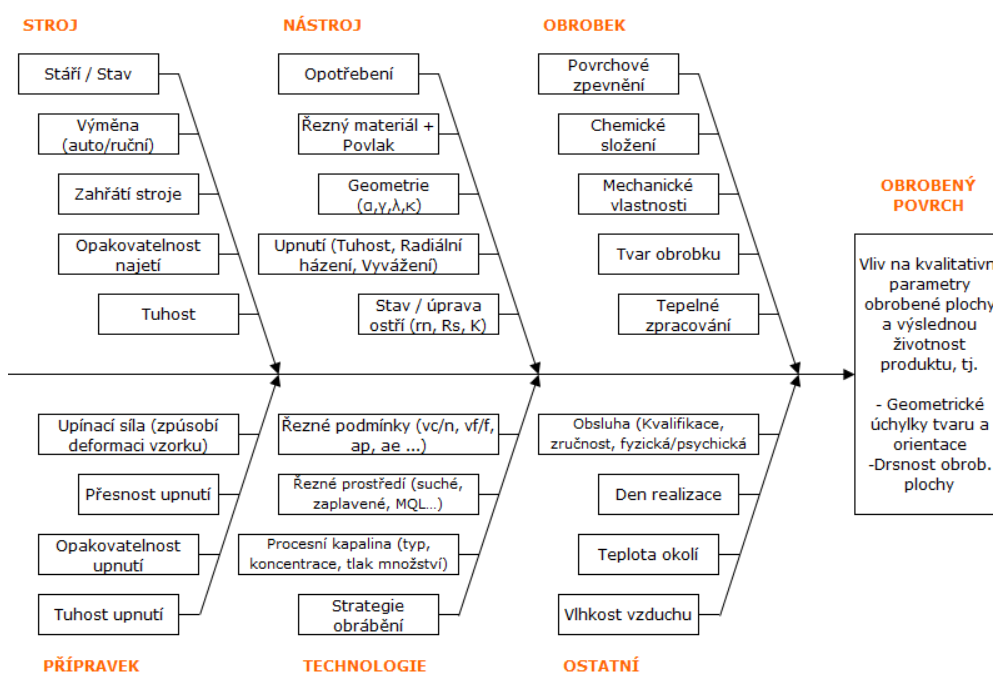 STROJ
Stáří / Stav
Výměna
(auto/ruční)
Zahřátí stroje
Opakovatelnost
najetí
Tuhost
NÁSTROJ
Opotřebení
Řezný materiál +
Povlak
Geometrie
(α,γ,λ,κ)
Upnutí (Tuhost, Radiální
házení, Vyvážení)
Stav / úprava
ostří (rn, Rs, K)
OBROBEK
Povrchové
zpevnění
Chemické
složení
Mechanické
vlastnosti
Tvar obrobku
Tepelné
zpracování
OBROBENÝ
POVRCH
Vliv na kvalitativn
parametry
obrobené plochy
a výslednou
životnost
produktu, tj.
- Geometrické
úchylky tvaru a
orientace
-Drsnost obrob.
plochy
Upínací síla (způsobí
deformaci vzorku)
Přesnost upnutí
Opakovatelnost
upnutí
Tuhost upnutí
PŘÍPRAVEK
Řezné podmínky (vc/n, vf/f,
ap, ae ...)
Řezné prostředí (suché,
zaplavené, MQL...)
Procesní kapalina (typ,
koncentrace, tlak množství)
Strategie
obrábění
TECHNOLOGIE
Obsluha (Kvalifikace,
zručnost, fyzická/psychická
Den realizace
Teplota okolí
Vlhkost vzduchu
OSTATNÍ